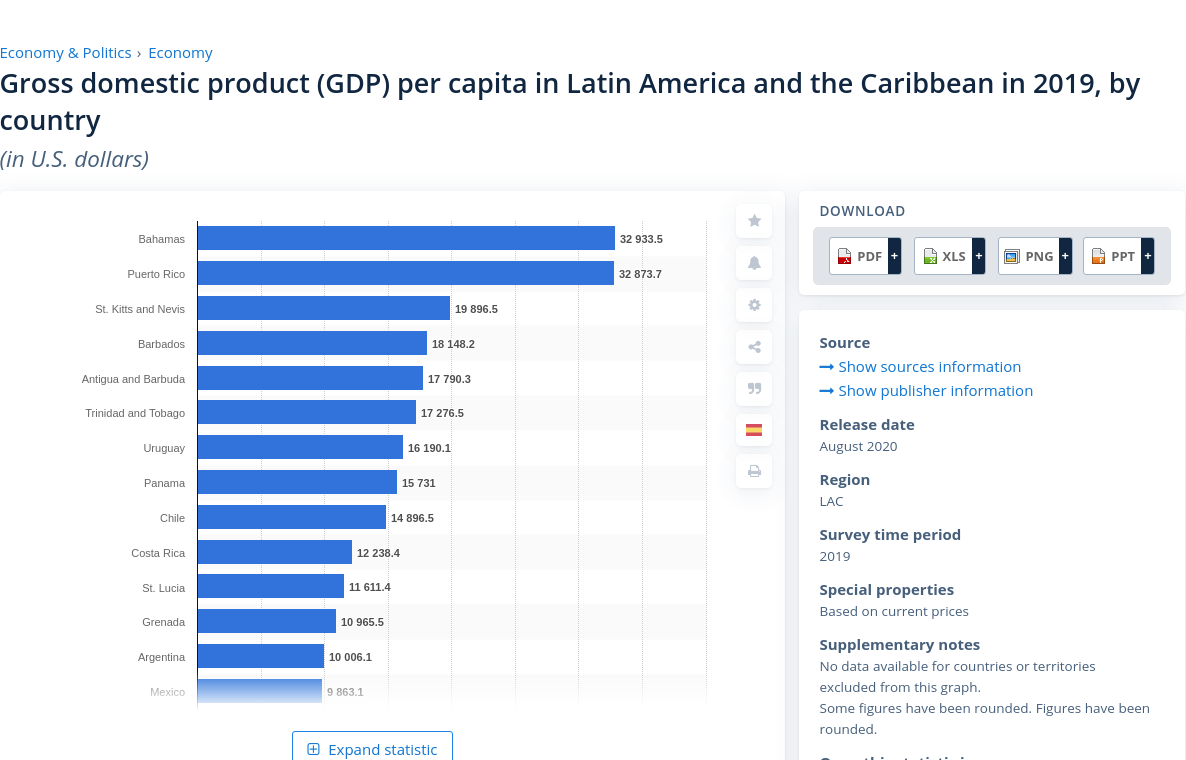 Economy & Politics › Economy
Gross domestic product (GDP) per capita in Latin America and the Caribbean in 2019, by
country
(in U.S. dollars)
Bahamas 32 933.5
Puerto Rico 32 873.7
St. Kitts and Nevis 19 896.5
Barbados 18 148.2
Antigua and Barbuda 17 790.3
Trinidad and Tobago 17 276.5
Uruguay 16 190.1
Panama 15 731
Chile 14 896.5
Costa Rica 12 238.4
St. Lucia 11 611.4
Grenada 10 965.5
Argentina 10 006.1
Mexico 9 863.1
Expand statistic
DOWNLOAD
PDF + XLS + PNG + PPT +
Source
Show sources information
Show publisher information
Release date
August 2020
Region
LAC
Survey time period
2019
Special properties
Based on current prices
Supplementary notes
No data available for countries or territories
excluded from this graph.
Some figures have been rounded. Figures have been
rounded.